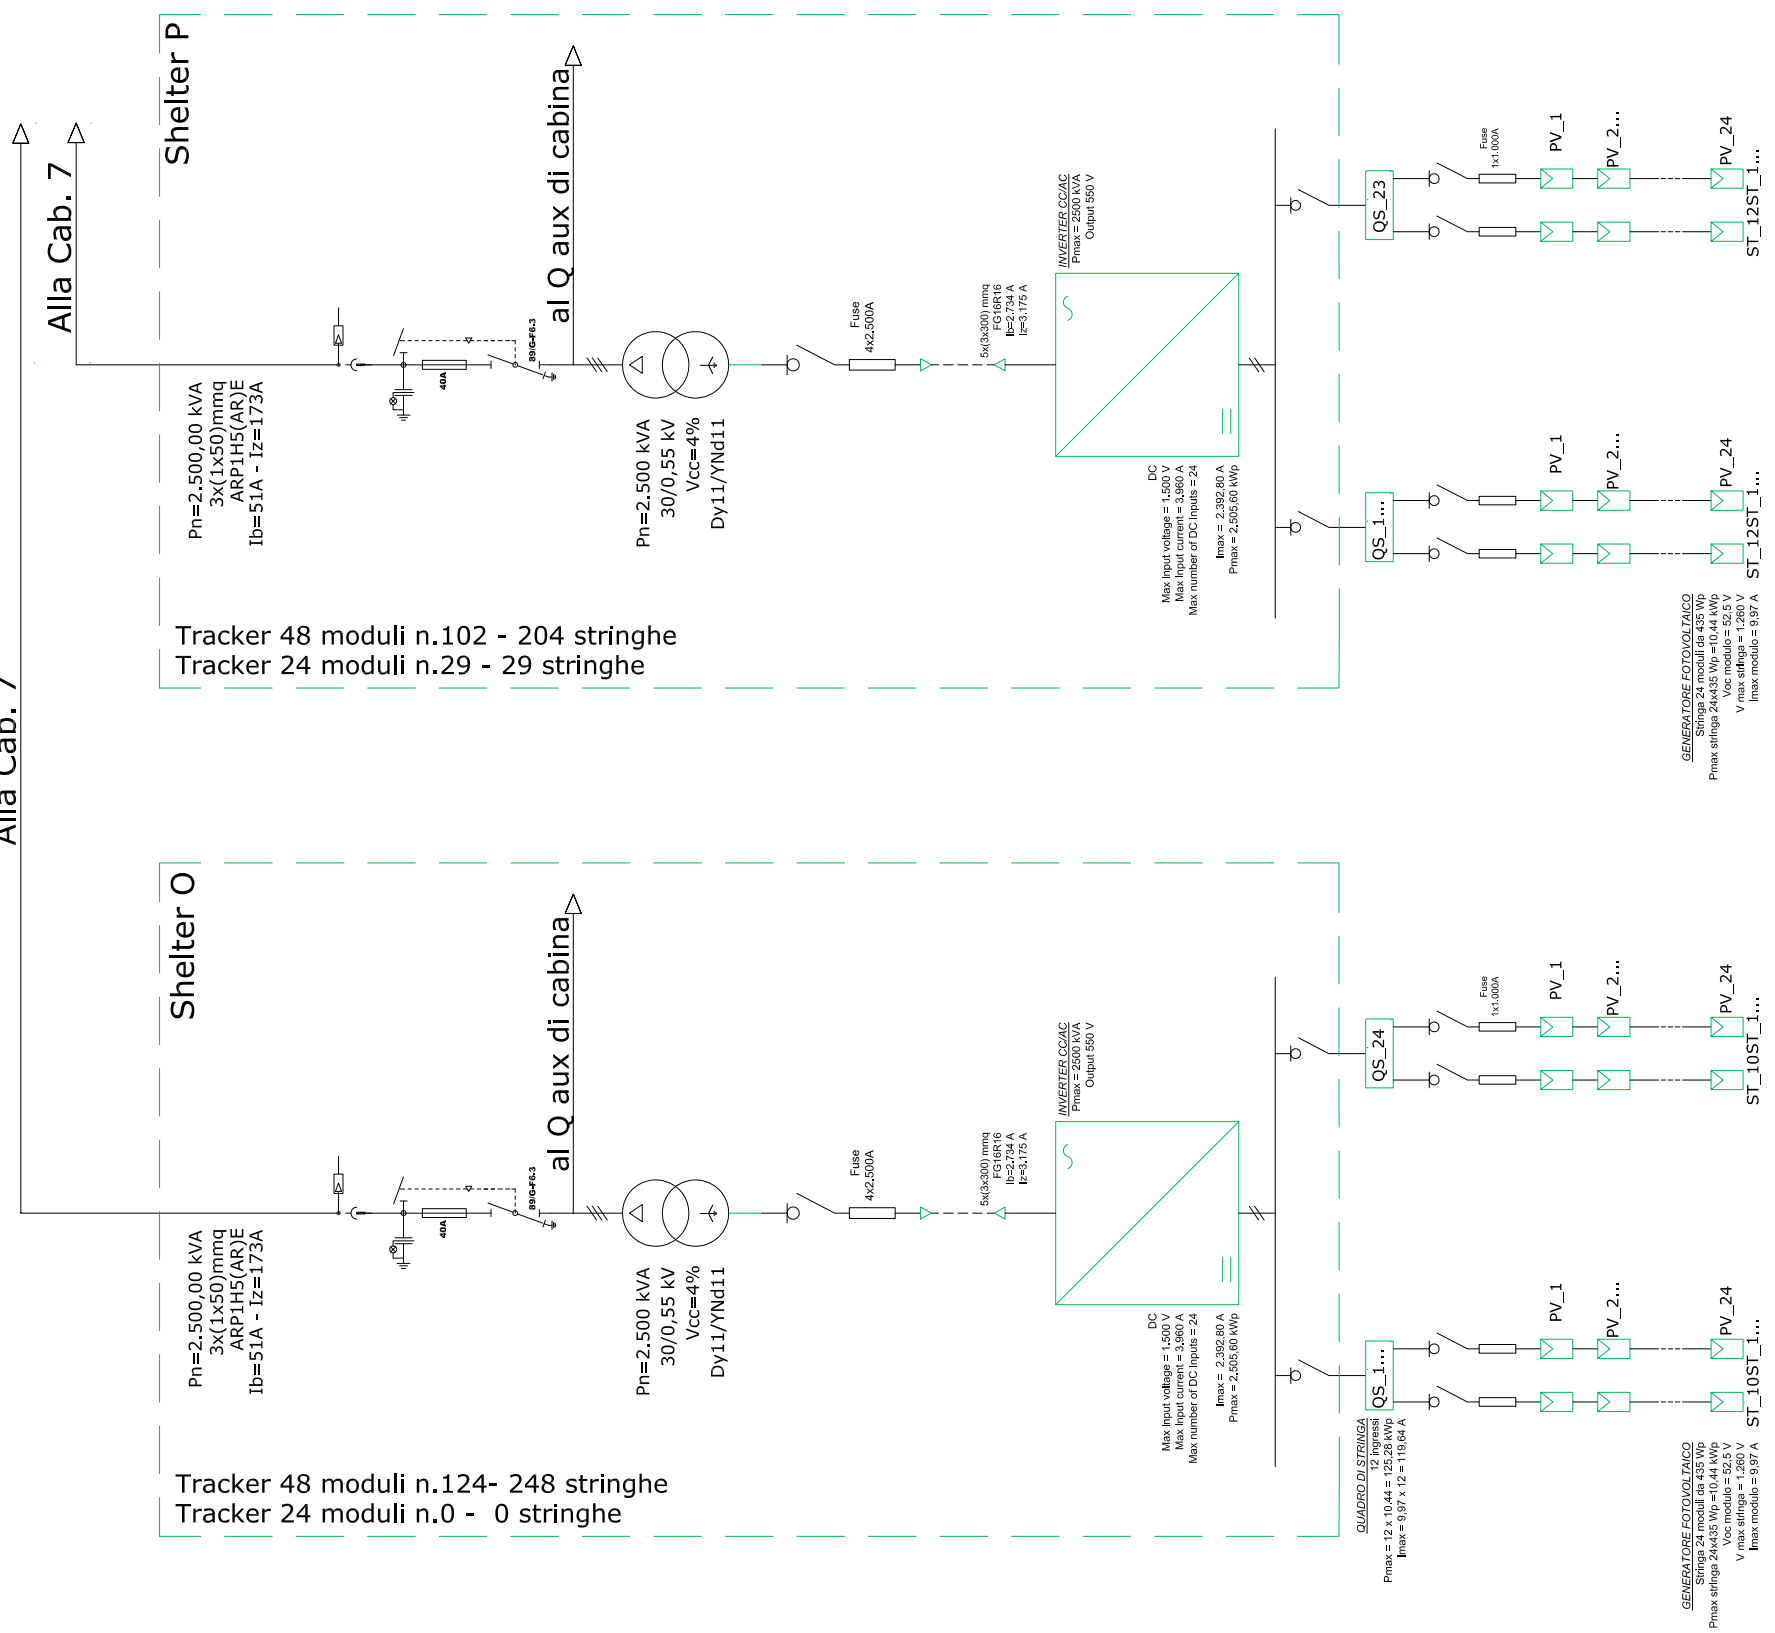 Alla Cab. 7
Alla Cab. 7
Shelter P
al Q aux di cabina
Pn=2.500,00 kVA
3x(1x50)mmq
ARP1H5(AR)E
Ib=51A - Iz=173A
40A
89/G-F6.3
Pn=2.500 kVA
30/0,55 kV
Vcc=4%
Dy11/YNd11
Fuse
4x2.500A
5x(3x300) mmq
FG16R16
Ib=2.734 A
Iz=3.175 A
INVERTER CC/AC
Pmax = 2500 kVA
Output 550 V
DC
Max Input voltage = 1.500 V
Max Input current = 3.960 A
Max number of DC Inputs = 24
Imax = 2.392,80 A
Pmax = 2.505,60 kWp
Tracker 48 moduli n.102 - 204 stringhe
Tracker 24 moduli n.29 - 29 stringhe
QS_23
Fuse
1x1.000A
PV_1
PV_2...
PV_24
ST_12ST_1...
QS_1...
PV_1
PV_2...
PV_24
ST_12ST_1...
GENERATORE FOTOVOLTAICO
Stringa 24 moduli da 435 Wp
Pmax stringa 24x435 Wp =10,44 kWp
Voc modulo = 52,5 V
V max stringa = 1.260 V
Imax modulo = 9,97 A
Shelter O
al Q aux di cabina
Pn=2.500,00 kVA
3x(1x50)mmq
ARP1H5(AR)E
Ib=51A - Iz=173A
40A
89/G-F6.3
Pn=2.500 kVA
30/0,55 kV
Vcc=4%
Dy11/YNd11
Fuse
4x2.500A
5x(3x300) mmq
FG16R16
Ib=2.734 A
Iz=3.175 A
INVERTER CC/AC
Pmax = 2500 kVA
Output 550 V
DC
Max Input voltage = 1.500 V
Max Input current = 3.960 A
Max number of DC Inputs = 24
Imax = 2.392,80 A
Pmax = 2.505,60 kWp
Tracker 48 moduli n.124- 248 stringhe
Tracker 24 moduli n.0 - 0 stringhe
QS_24
Fuse
1x1.000A
PV_1
PV_2...
PV_24
ST_10ST_1...
QS_1...
PV_1
PV_2...
PV_24
ST_10ST_1...
QUADRO DI STRINGA
12 ingressi
Pmax = 12 x 10,44 = 125,28 kWp
Imax = 9,97 x 12 = 119,64 A
GENERATORE FOTOVOLTAICO
Stringa 24 moduli da 435 Wp
Pmax stringa 24x435 Wp =10,44 kWp
Voc modulo = 52,5 V
V max stringa = 1.260 V
Imax modulo = 9,97 A